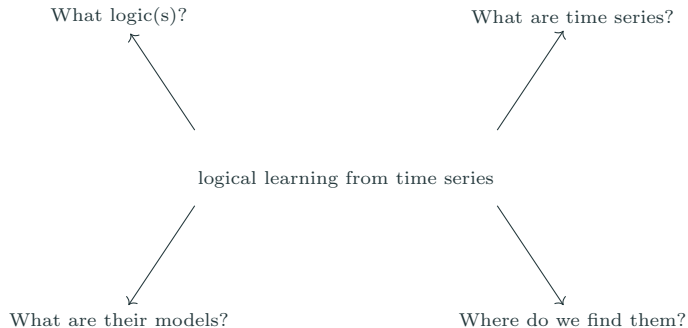 What logic(s)?
What are time series?
logical learning from time series
What are their models?
Where do we find them?